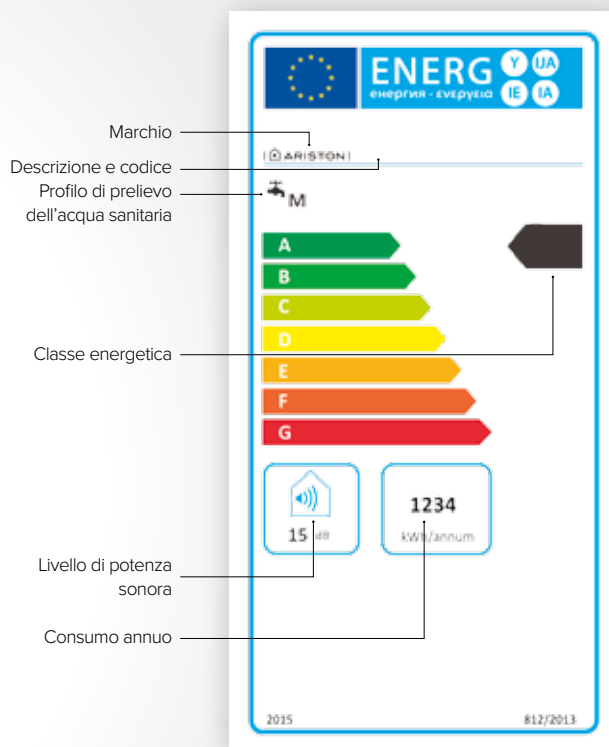 ENERG Y UA
енергия - ενεργεια IE IA
Marchio
ARISTON
Descrizione e codice
Profilo di prelievo
dell'acqua sanitaria
M
A
B
C
D
Classe energetica
E
F
G
15 dB
1234
kWh/annum
Livello di potenza
sonora
Consumo annuo
2015
812/2013